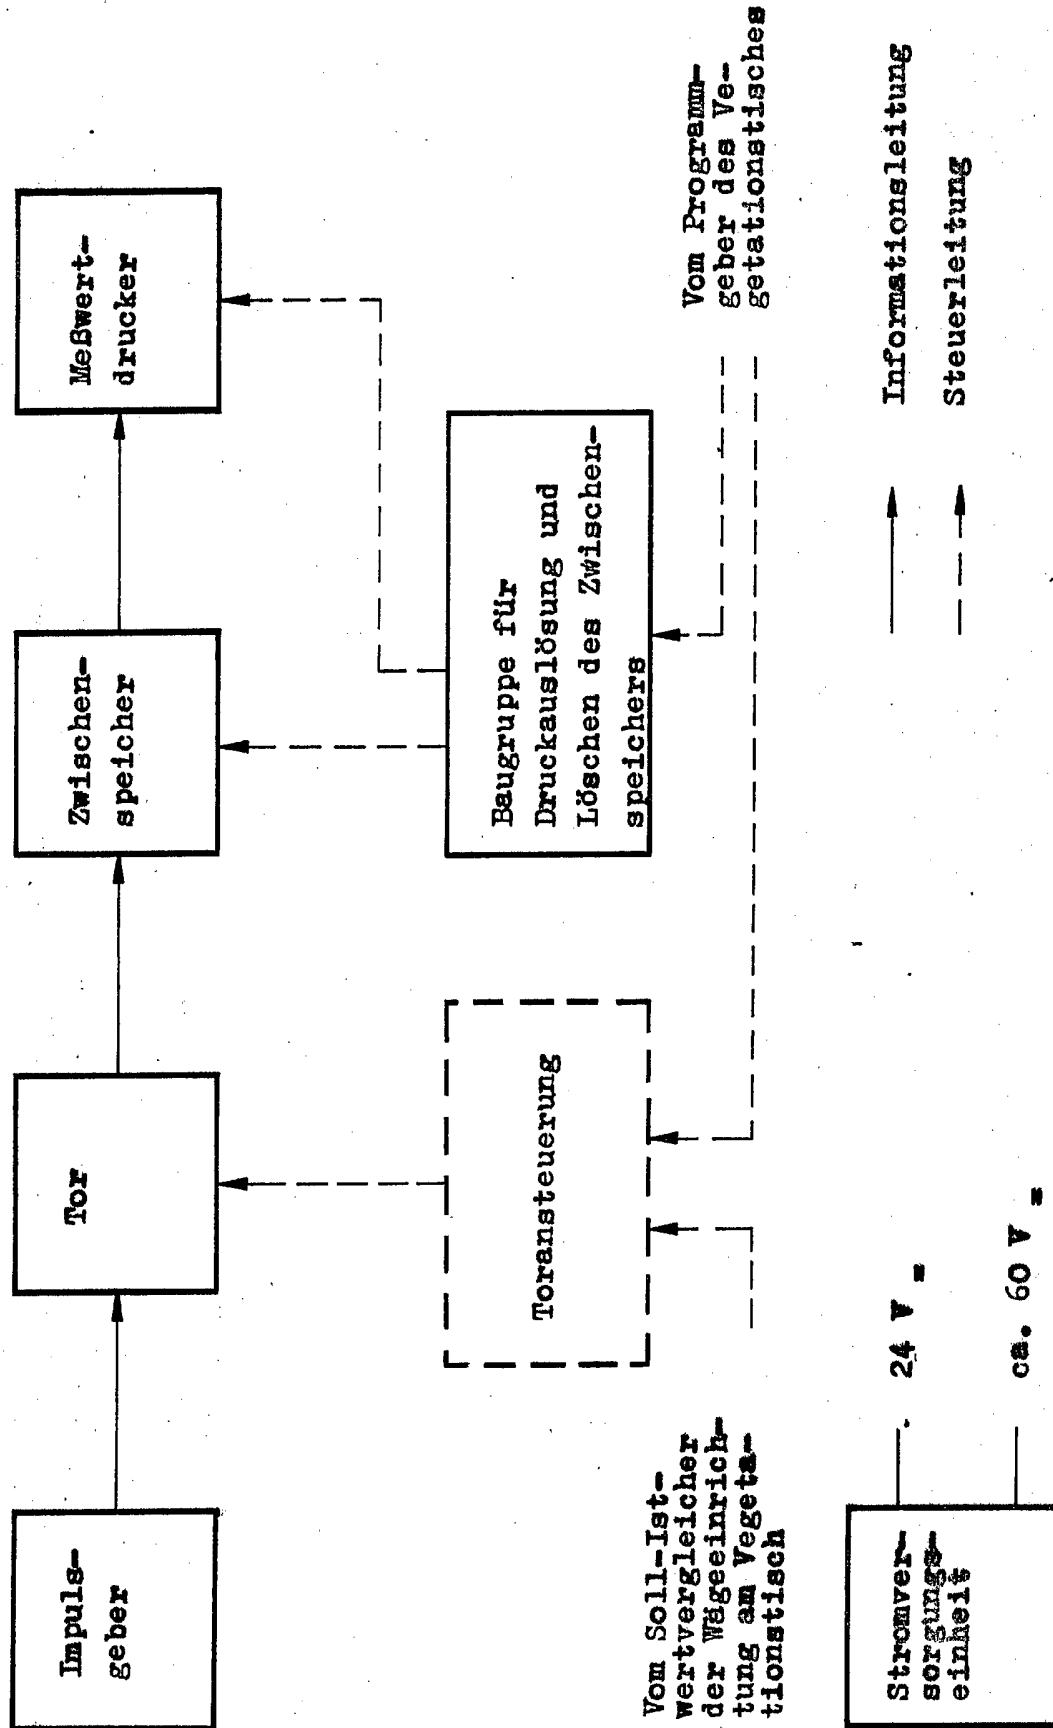 Impuls-
geber
Tor
Zwischen-
speicher
Meßwert-
drucker
Toransteuerung
Baugruppe für
Druckauslösung und
Löschen des Zwischen-
speichers
Vom Soll-Ist-
wertvergleicher
der Wägeeinrich-
tung am Vegeta-
tionstisch
Vom Programm-
geber des Ve-
getationstisches
Stromver-
sorgungs-
einheit
24 V =
ca. 60 V =
Informationsleitung
Steuerleitung